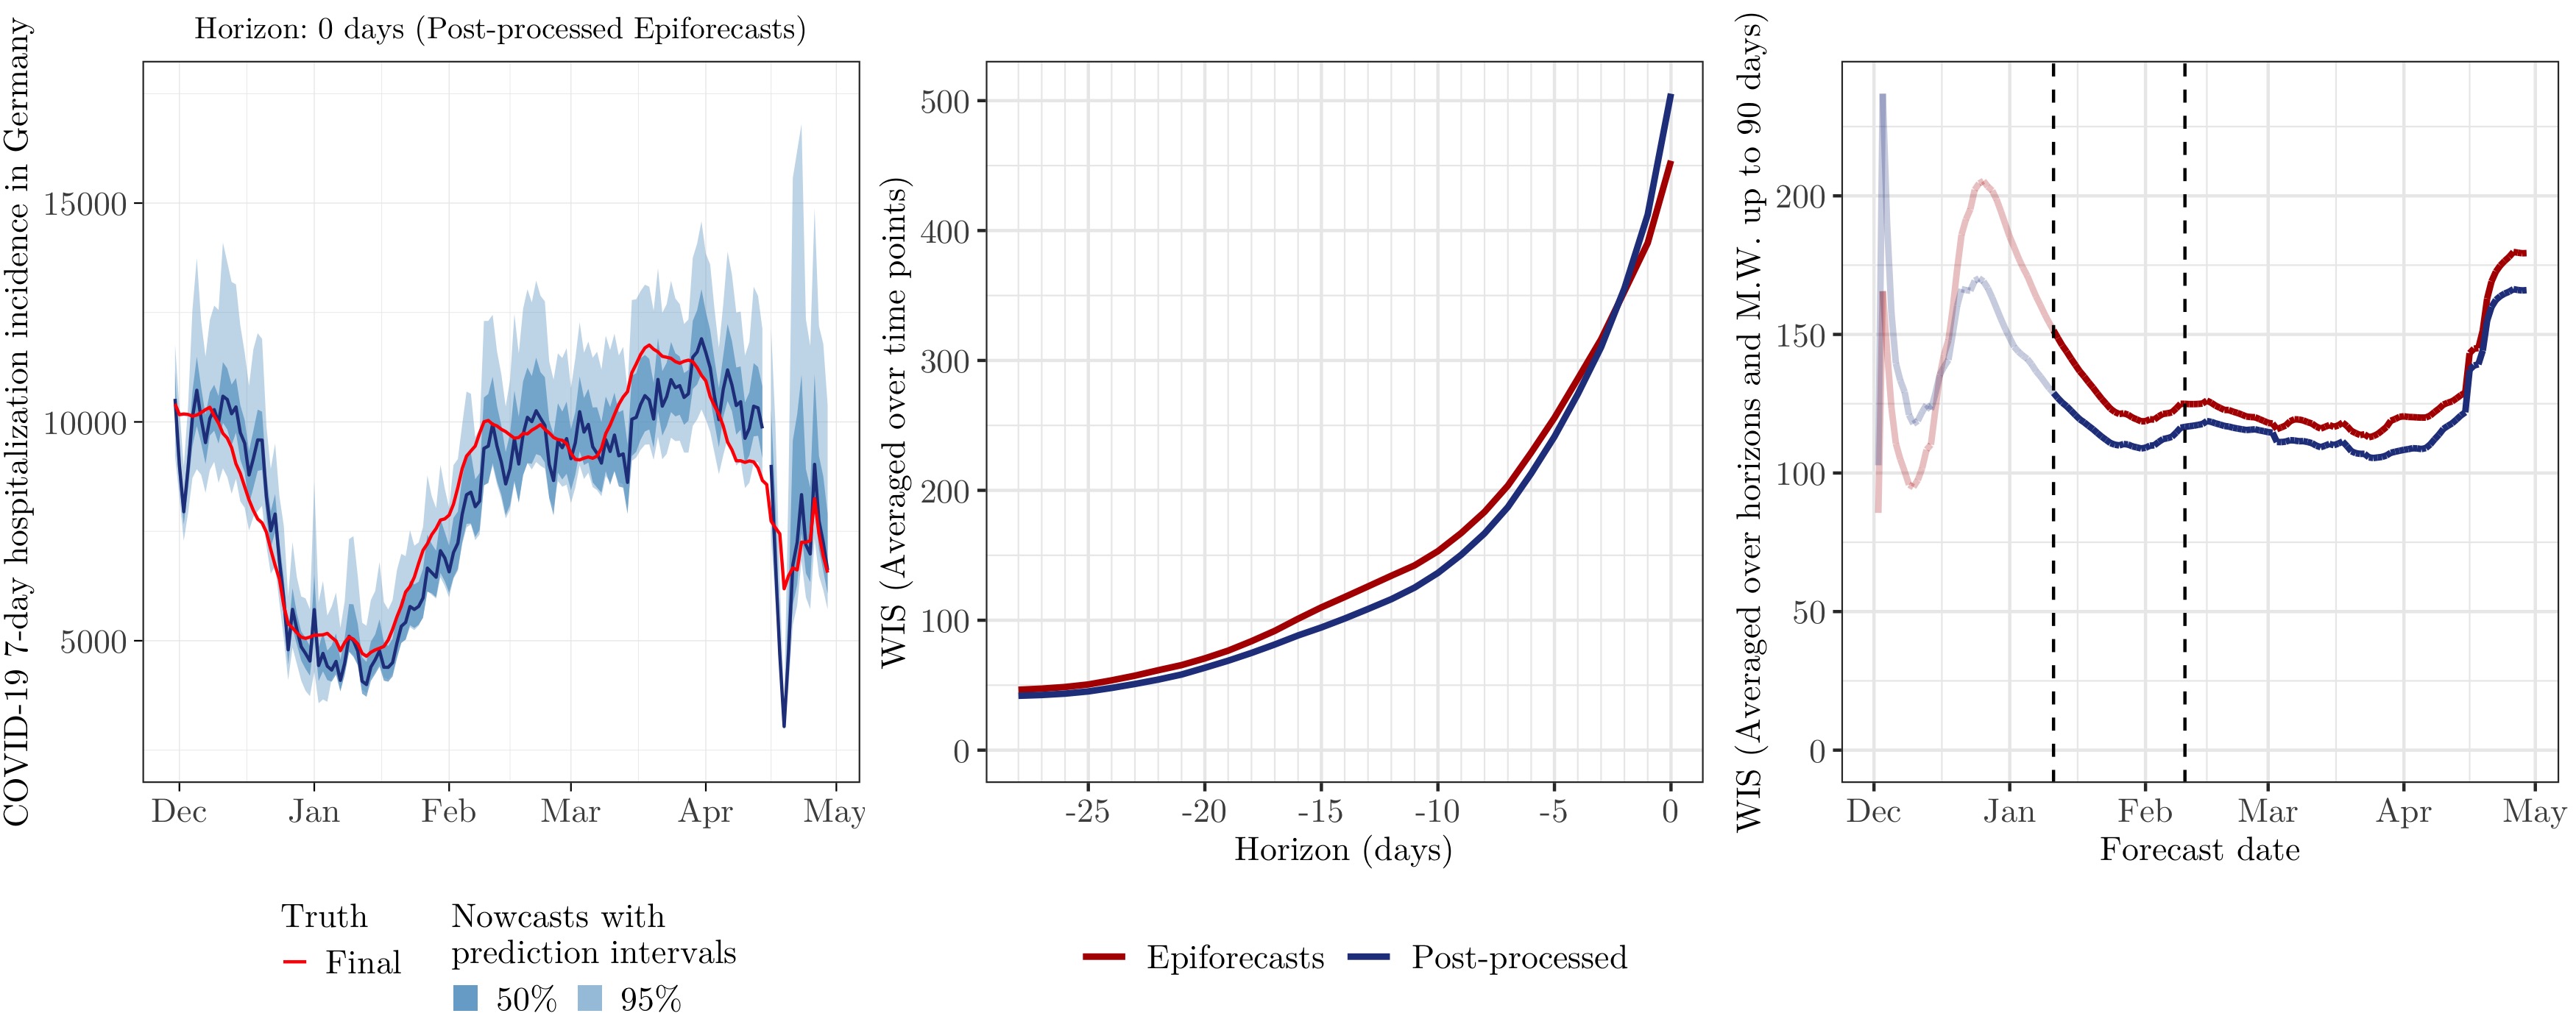 Horizon: 0 days (Post-processed Epiforecasts)
COVID-19 7-day hospitalization incidence in Germany
15000
10000
5000
Dec Jan Feb Mar Apr May
Truth
Final
Nowcasts with
prediction intervals
50% 95%
WIS (Averaged over time points)
500
400
300
200
100
0
-25 -20 -15 -10 -5 0
Horizon (days)
Epiforecasts Post-processed
WIS (Averaged over horizons and M.W. up to 90 days)
200
150
100
50
0
Dec Jan Feb Mar Apr May
Forecast date